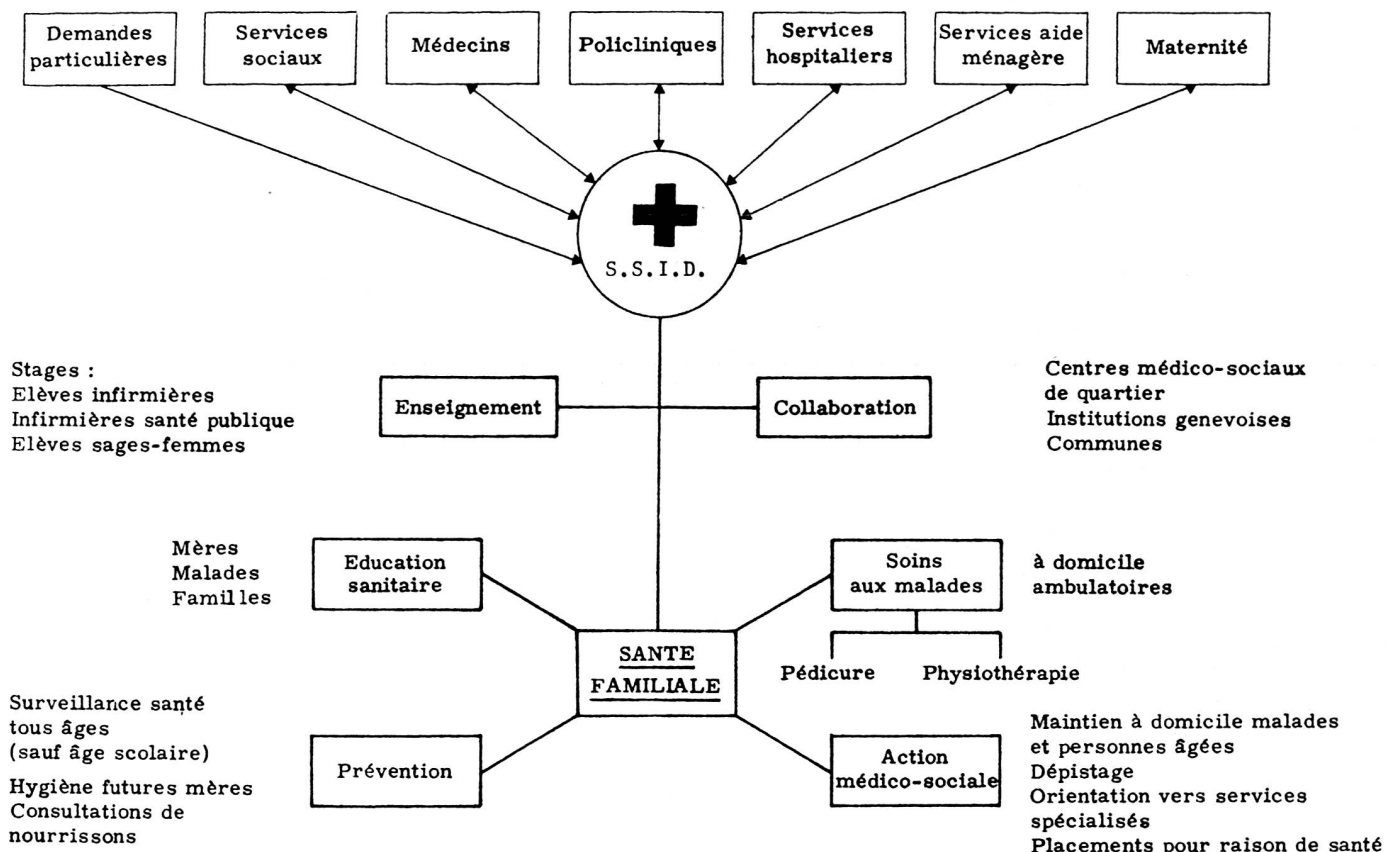 Demandes
particulières
Services
sociaux
Médecins
Policliniques
Services
hospitaliers
Services aide
ménagère
Maternité
S.S.I.D.
Stages :
Elèves infirmières
Infirmières santé publique
Elèves sages-femmes
Enseignement
Collaboration
Centres médico-sociaux
de quartier
Institutions genevoises
Communes
Mères
Malades
Familles
Education
sanitaire
Soins
aux malades
à domicile
ambulatoires
SANTE
FAMILIALE
Pédicure
Physiothérapie
Surveillance santé
tous âges
(sauf âge scolaire)
Hygiène futures mères
Consultations de
nourrissons
Prévention
Action
médico-sociale
Maintien à domicile malades
et personnes âgées
Dépistage
Orientation vers services
spécialisés
Placements pour raison de santé